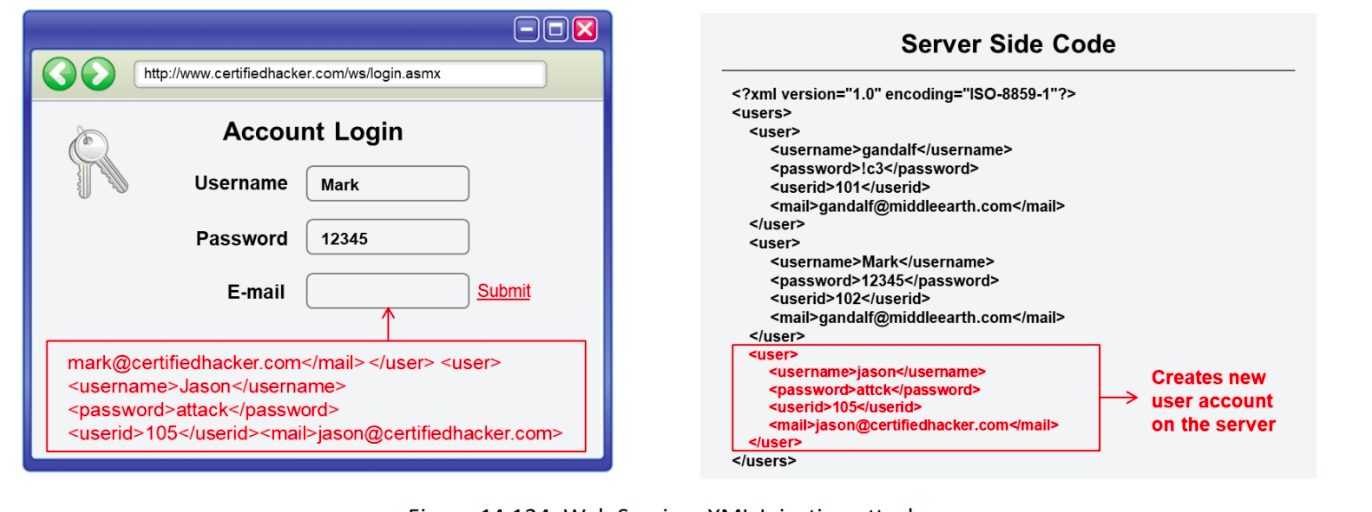 http://www.certifiedhacker.com/ws/login.asmx
Account Login
Username Mark
Password 12345
E-mail Submit
mark@certifiedhacker.com</mail> </user> <user>
<username>Jason</username>
<password>attack</password>
<userid>105</userid><mail>jason@certifiedhacker.com>
Server Side Code
<?xml version="1.0" encoding="ISO-8859-1"?>
<users>
<user>
<username>gandalf</username>
<password>!c3</password>
<userid>101</userid>
<mail>gandalf@middleearth.com</mail>
</user>
<user>
<username>Mark</username>
<password>12345</password>
<userid>102</userid>
<mail>gandalf@middleearth.com</mail>
</user>
<user>
<username>jason</username>
<password>attck</password>
<userid>105</userid>
<mail>jason@certifiedhacker.com</mail>
</user>
</users>
Creates new
user account
on the server